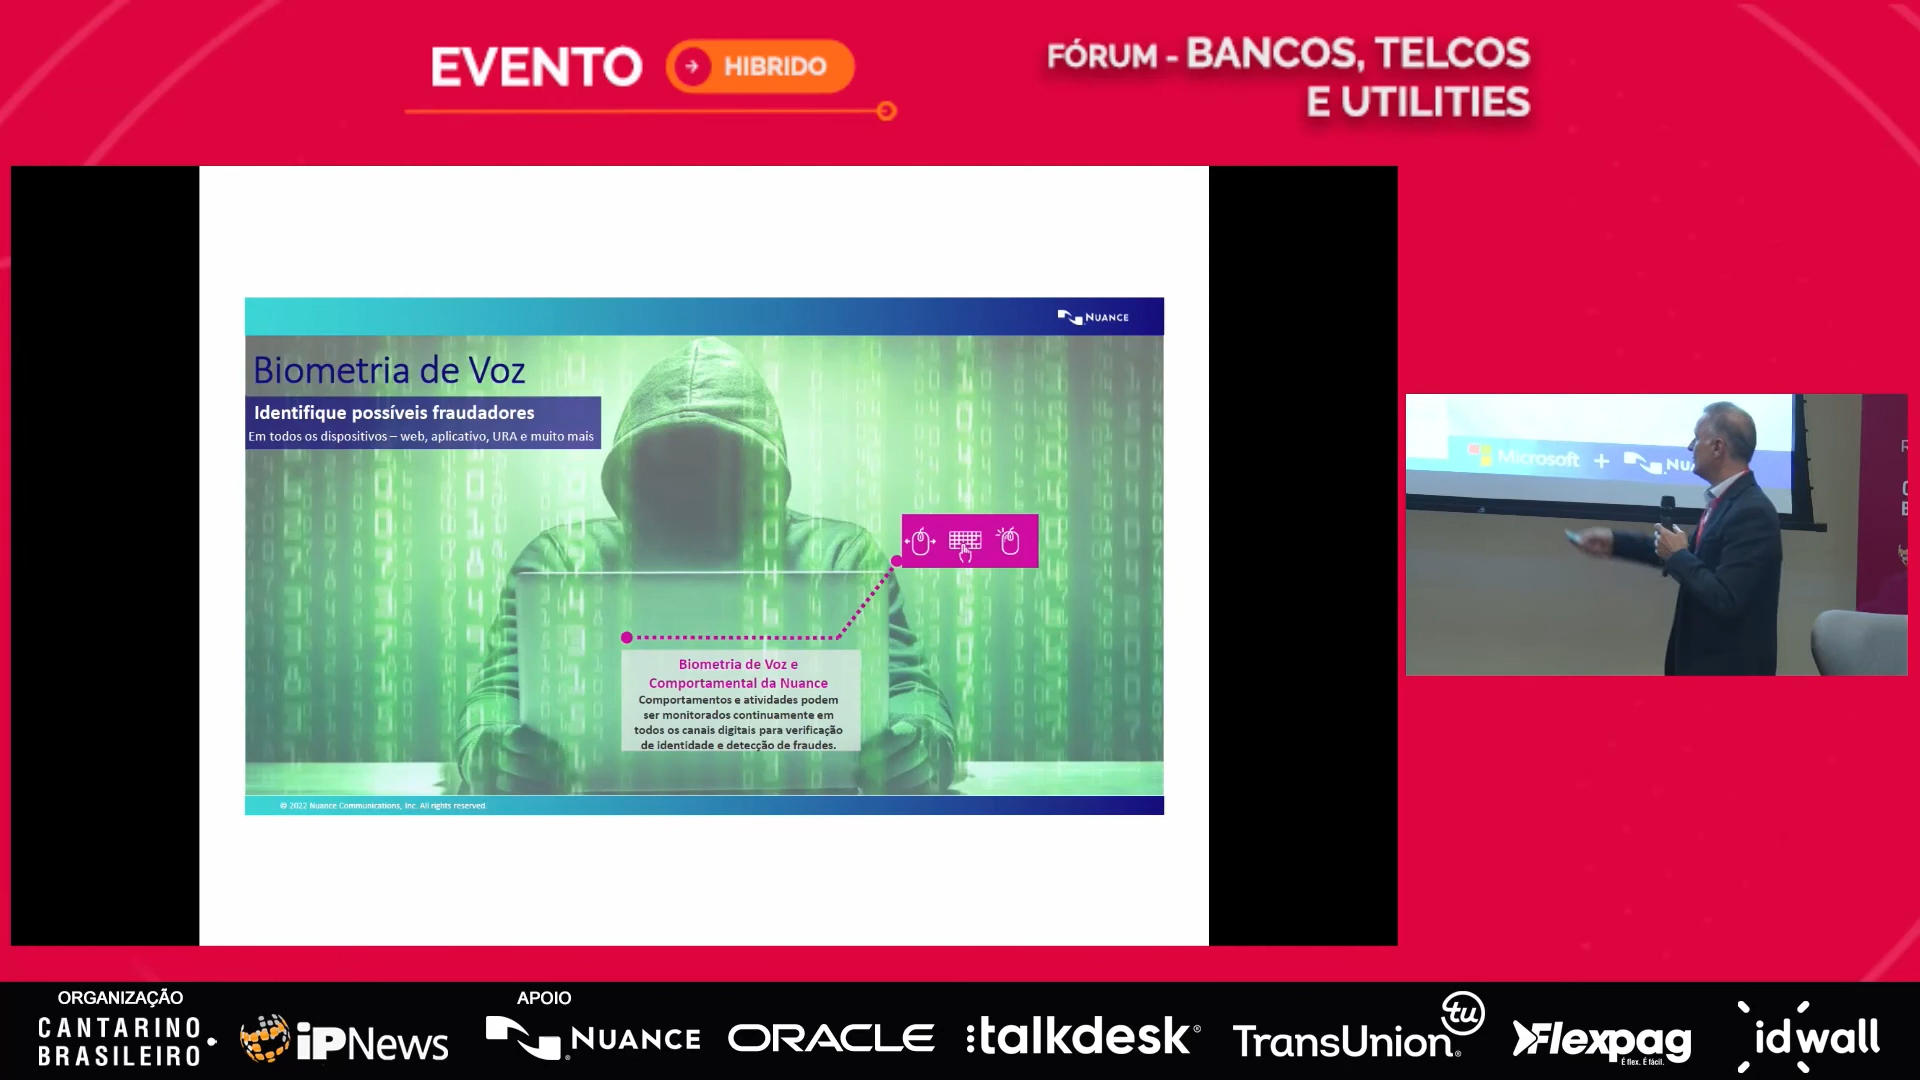 EVENTO
HIBRIDO
FÓRUM - BANCOS, TELCOS
E UTILITIES
NUANCE
Biometria de Voz
Identifique possíveis fraudadores
Em todos os dispositivos – web, aplicativo, URA e muito mais
Biometria de Voz e
Comportamental da Nuance
Comportamentos e atividades podem
ser monitorados continuamente em
todos os canais digitais para verificação
de identidade e detecção de fraudes.
© 2022 Nuance Communications, Inc. All rights reserved.
Microsoft + NU
ORGANIZAÇÃO
CANTARINO
BRASILEIRO
iPNews
APOIO
NUANCE
ORACLE
talkdesk
TransUnion
tu
Flexpag
É flex. É fácil.
idwall